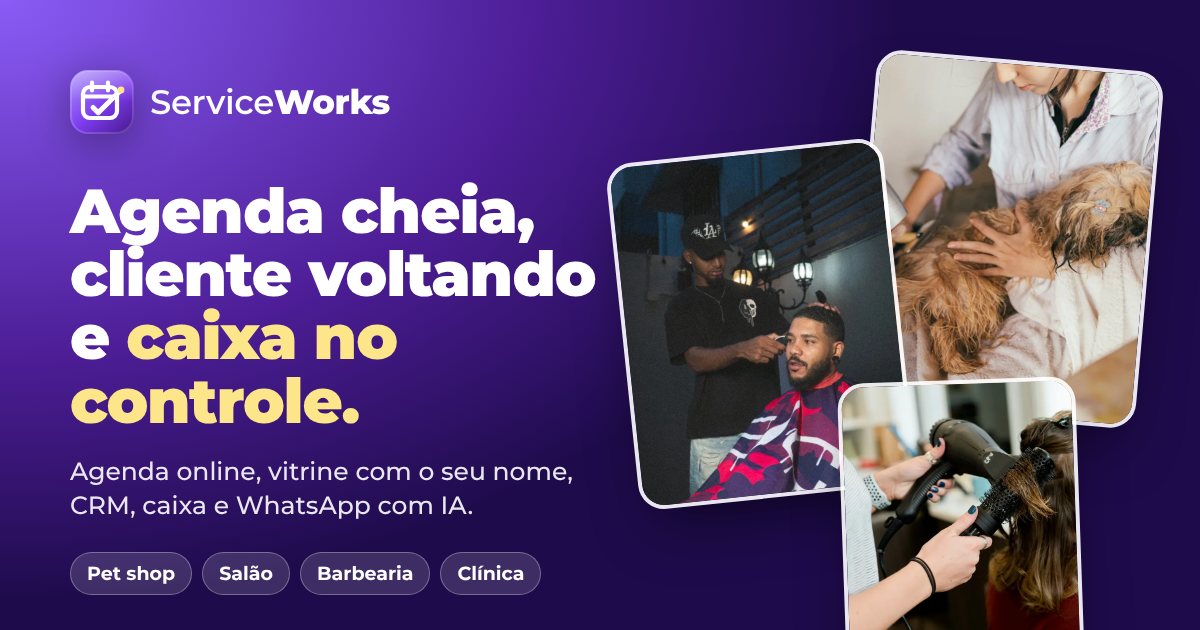 ServiceWorks
Agenda cheia,
cliente voltando
e caixa no
controle.
Agenda online, vitrine com o seu nome,
CRM, caixa e WhatsApp com IA.
Pet shop
Salão
Barbearia
Clínica